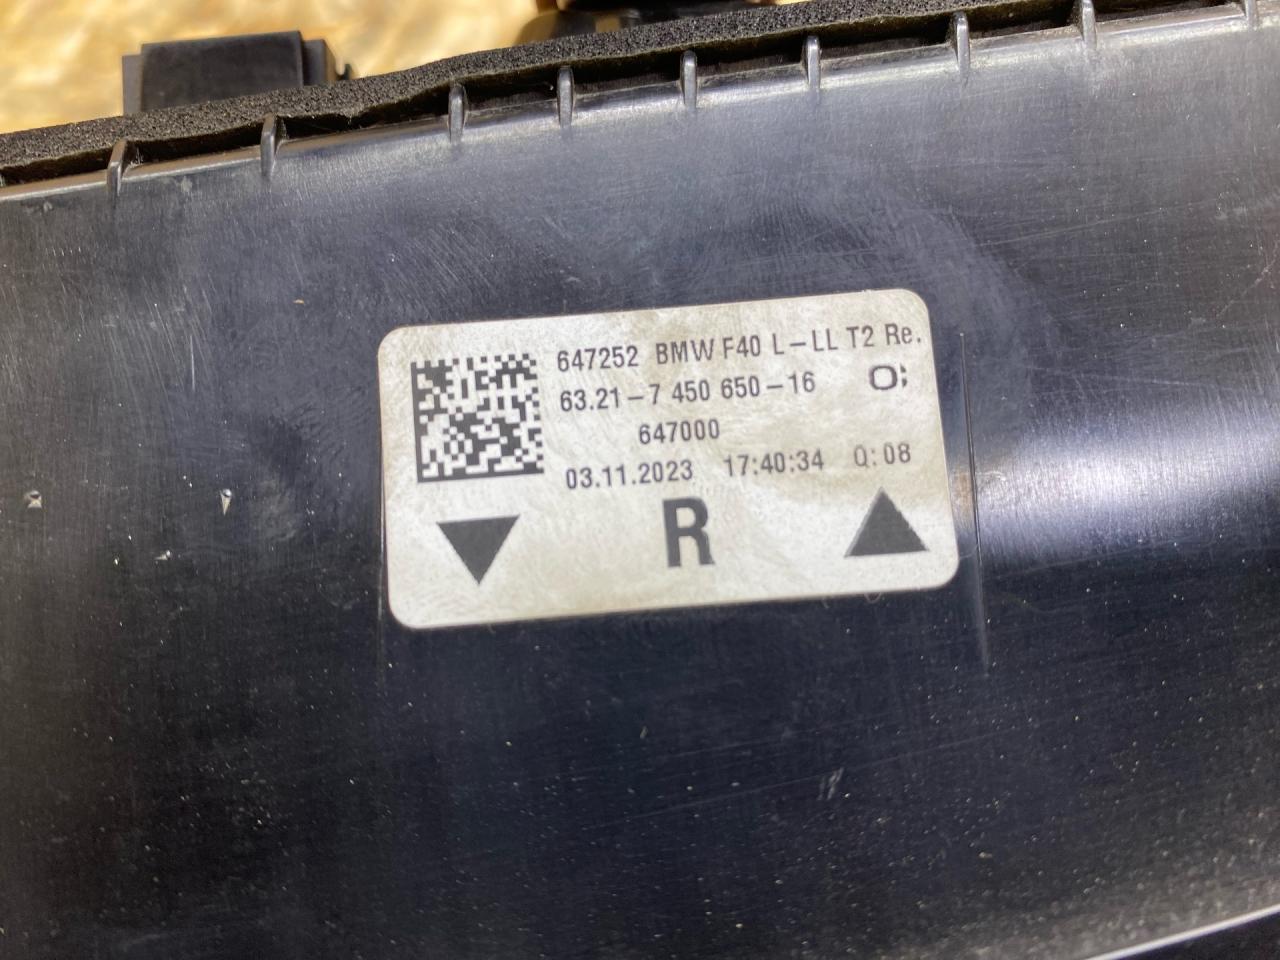 647252 BMW F40 L-LL T2 Re.
63.21-7 450 650-16
647000
03.11.2023 17:40:34 Q:08
R